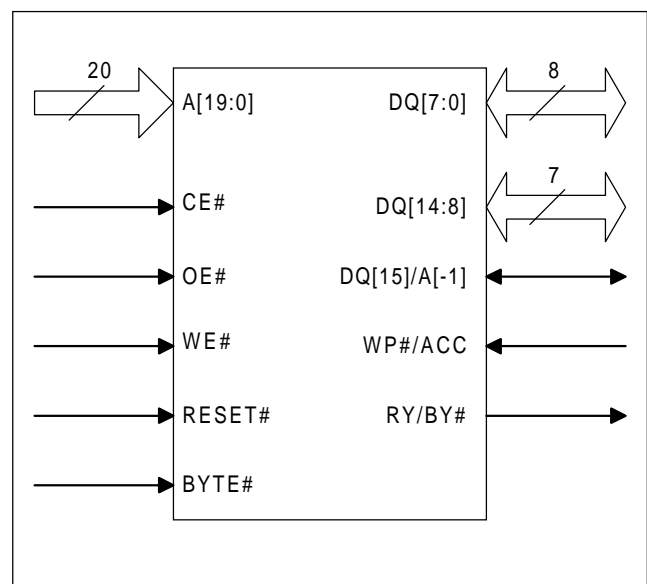 20 8
A[19:0] DQ[7:0]
7
CE# DQ[14:8]
OE# DQ[15]/A[-1]
WE# WP#/ACC
RESET# RY/BY#
BYTE#